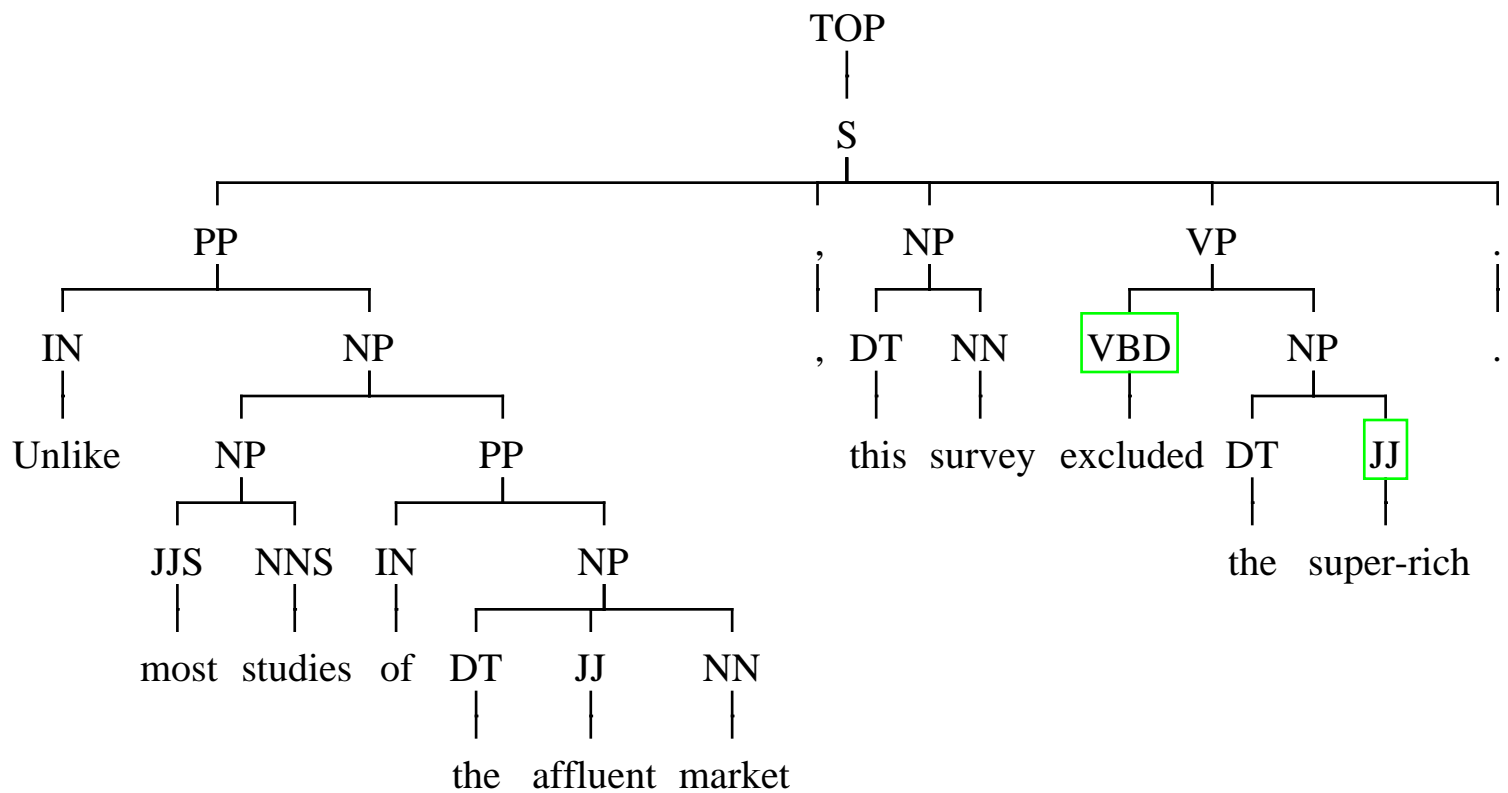 TOP
S
PP , NP VP .
IN NP , DT NN VBD NP .
Unlike NP PP this survey excluded DT JJ
JJS NNS IN NP the super-rich
most studies of DT JJ NN
the affluent market